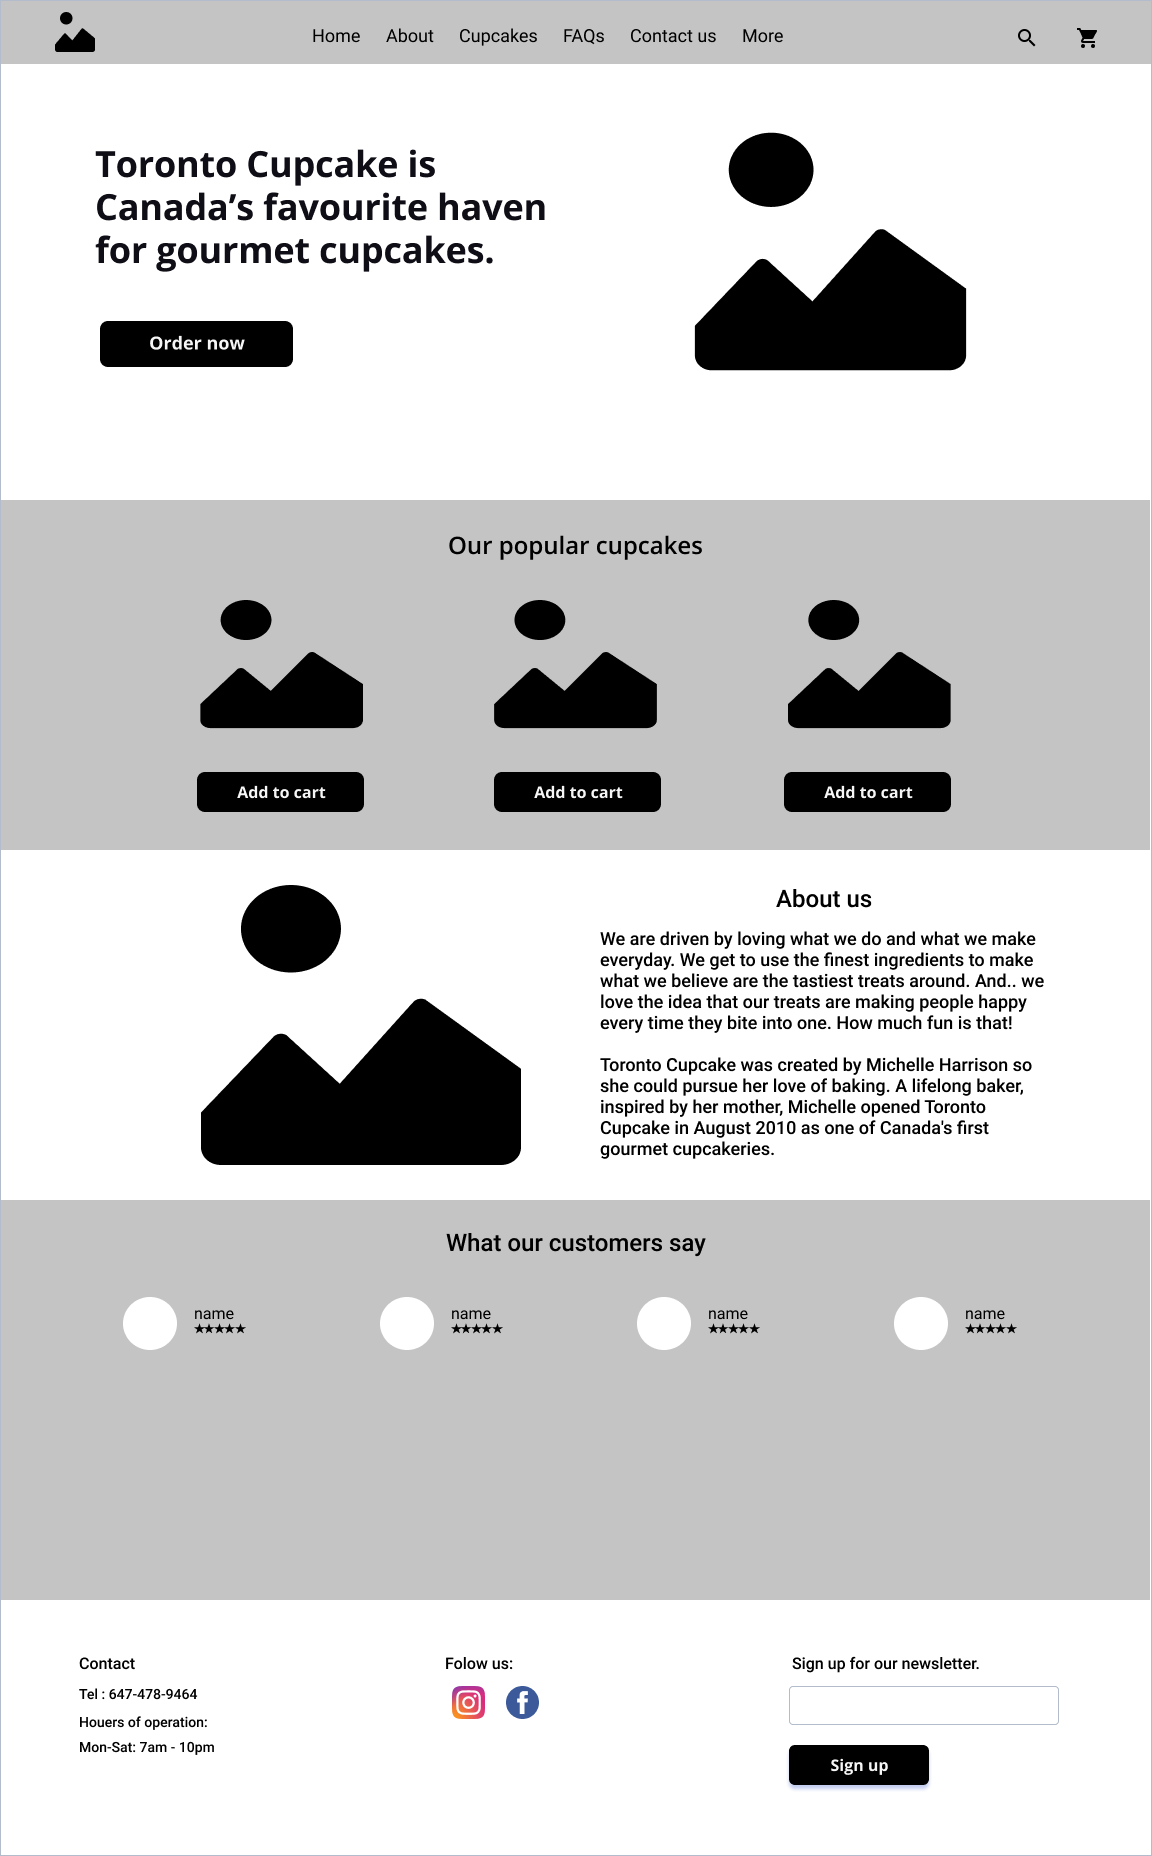 Home About Cupcakes FAQs Contact us More
Toronto Cupcake is
Canada’s favourite haven
for gourmet cupcakes.
Order now
Our popular cupcakes
Add to cart
Add to cart
Add to cart
About us
We are driven by loving what we do and what we make
everyday. We get to use the finest ingredients to make
what we believe are the tastiest treats around. And.. we
love the idea that our treats are making people happy
every time they bite into one. How much fun is that!
Toronto Cupcake was created by Michelle Harrison so
she could pursue her love of baking. A lifelong baker,
inspired by her mother, Michelle opened Toronto
Cupcake in August 2010 as one of Canada's first
gourmet cupcakeries.
What our customers say
name
★★★★★
name
★★★★★
name
★★★★★
name
★★★★★
Contact
Tel : 647-478-9464
Houers of operation:
Mon-Sat: 7am - 10pm
Folow us:
Sign up for our newsletter.
Sign up